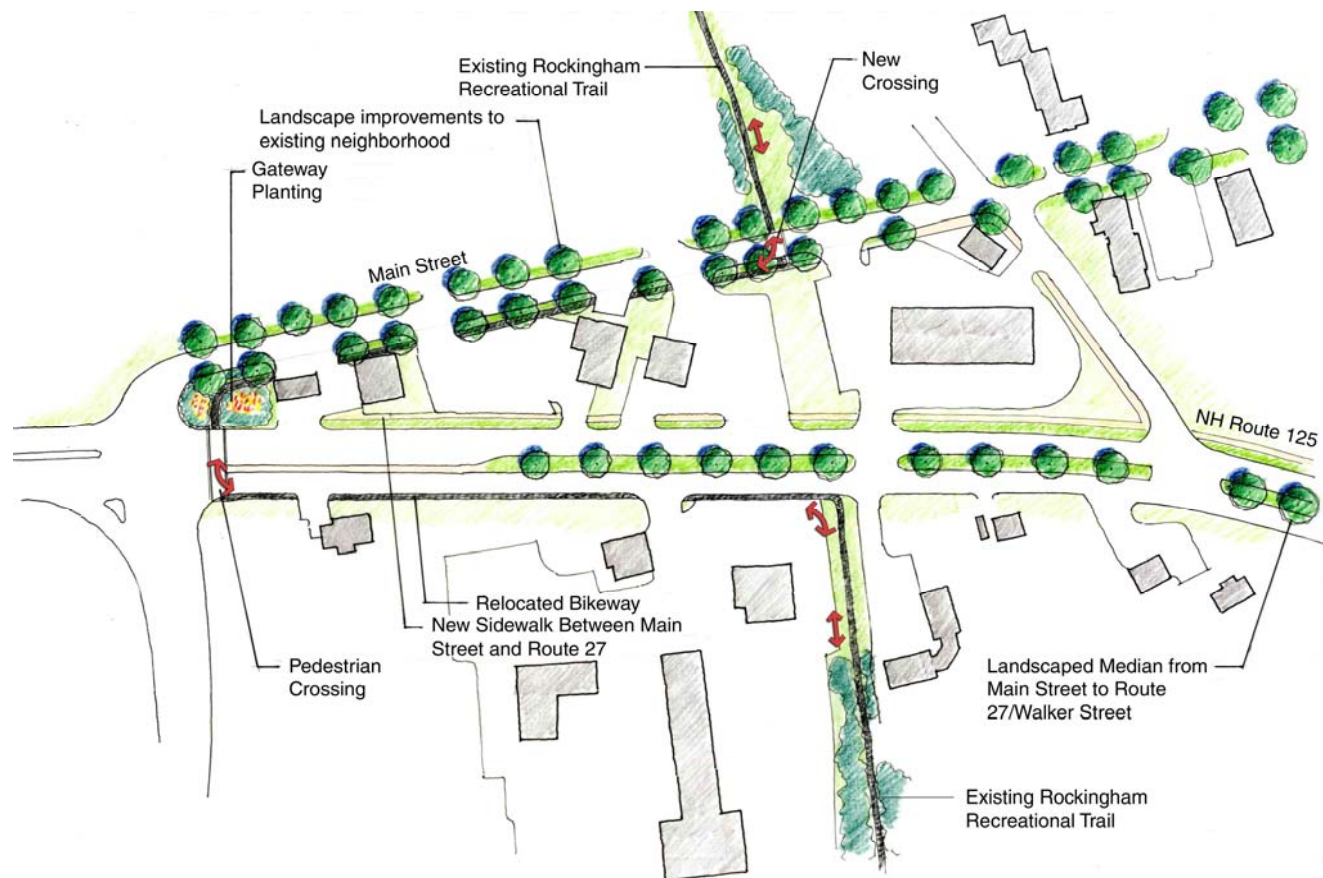 Existing Rockingham
Recreational Trail
New
Crossing
Landscape improvements to
existing neighborhood
Gateway
Planting
Main Street
NH Route 125
Relocated Bikeway
New Sidewalk Between Main
Street and Route 27
Pedestrian
Crossing
Landscaped Median from
Main Street to Route
27/Walker Street
Existing Rockingham
Recreational Trail